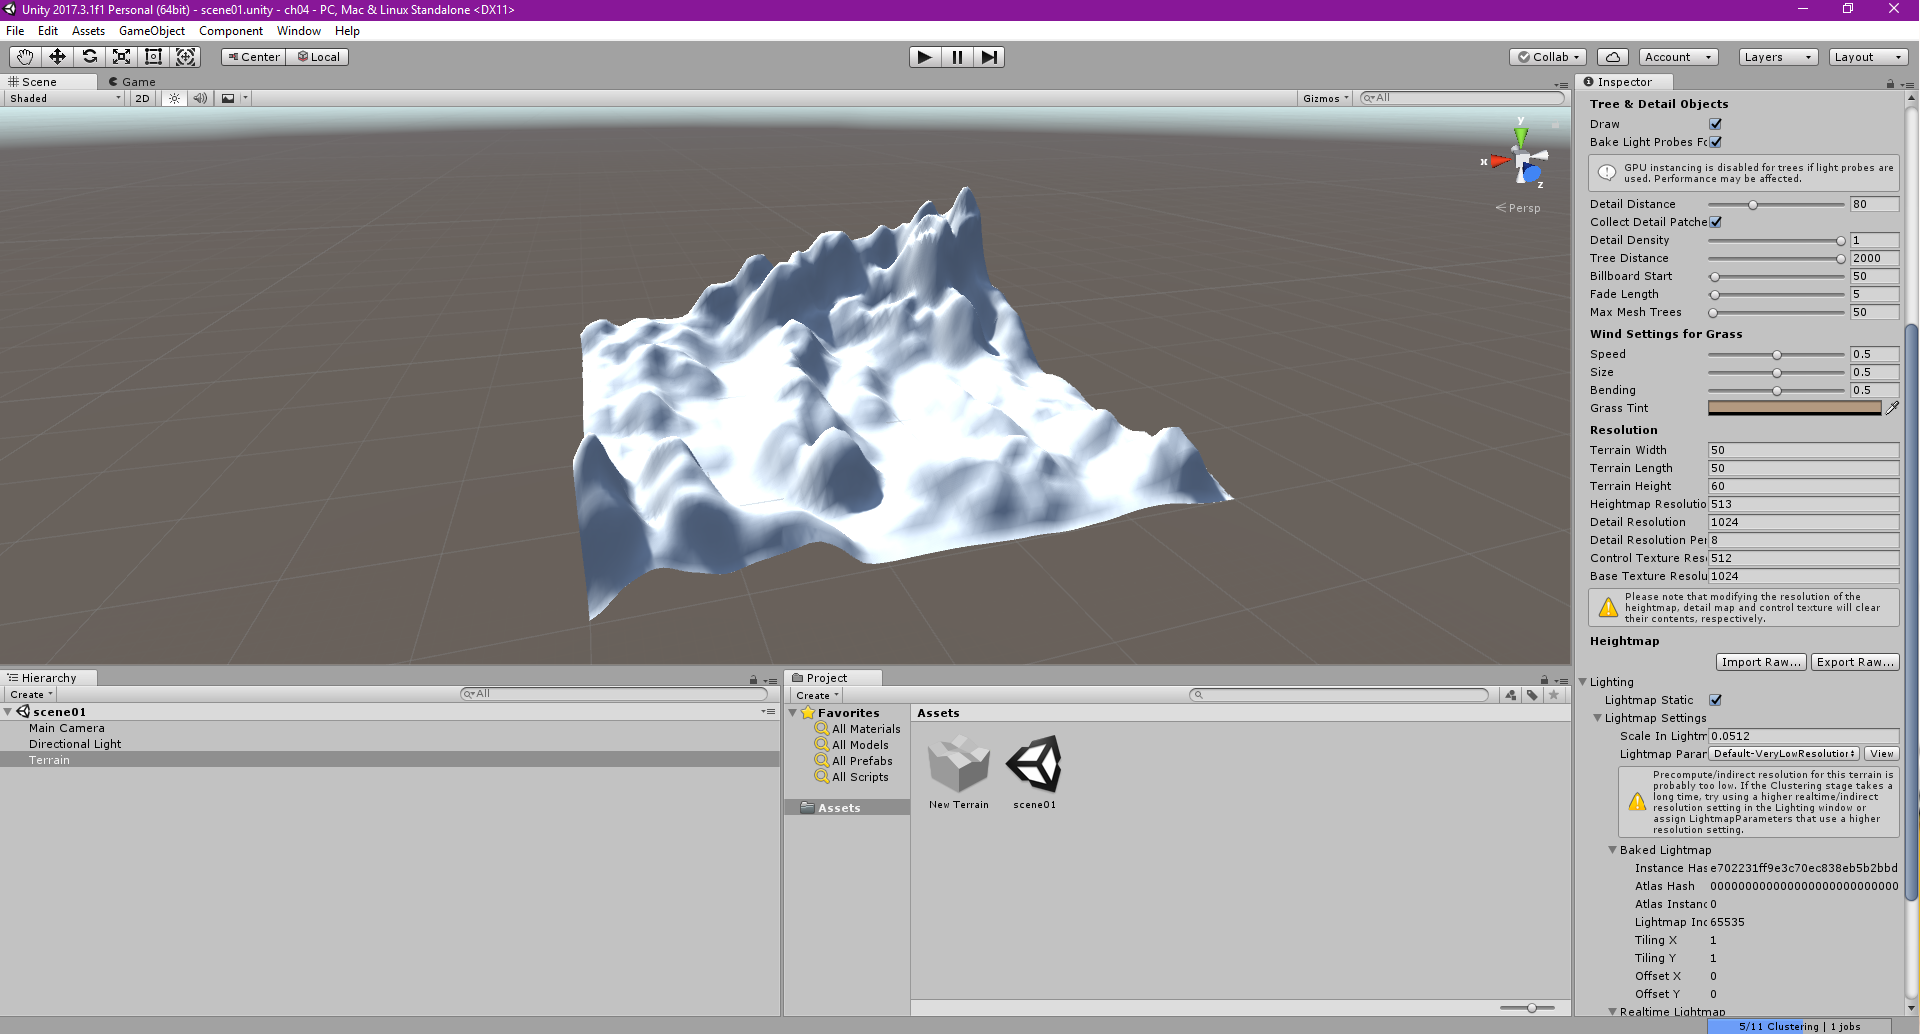 Unity 2017.3.1f1 Personal (64bit) - scene01.unity - ch04 - PC, Mac & Linux Standalone <DX11>
File Edit Assets GameObject Component Window Help
Center Local Collab Account Layers Layout
Scene Game
Shaded 2D Gizmos All
y
x
z
Persp
Inspector
Tree & Detail Objects
Draw
Bake Light Probes Fo
GPU instancing is disabled for trees if light probes are
used. Performance may be affected.
Detail Distance 80
Collect Detail Patche
Detail Density 1
Tree Distance 2000
Billboard Start 50
Fade Length 5
Max Mesh Trees 50
Wind Settings for Grass
Speed 0.5
Size 0.5
Bending 0.5
Grass Tint
Resolution
Terrain Width 50
Terrain Length 50
Terrain Height 60
Heightmap Resolutio 513
Detail Resolution 1024
Detail Resolution Per 8
Control Texture Reso 512
Base Texture Resolu 1024
Please note that modifying the resolution of the
heightmap, detail map and control texture will clear
their contents, respectively.
Heightmap
Import Raw... Export Raw...
Lighting
Lightmap Static
Lightmap Settings
Scale In Lightm 0.0512
Lightmap Param Default-VeryLowResolution View
Precompute/indirect resolution for this terrain is
probably too low. If the Clustering stage takes a
long time, try using a higher realtime/indirect
resolution setting in the Lighting window or
assign LightmapParameters that use a higher
resolution setting.
Baked Lightmap
Instance Has e702231ff9e3c70ec838eb5b2bbd
Atlas Hash 000000000000000000000000000
Atlas Instanc 0
Lightmap Ind 65535
Tiling X 1
Tiling Y 1
Offset X 0
Offset Y 0
Realtime Lightmap
5/11 Clustering | 1 jobs
Hierarchy
Create All
scene01
Main Camera
Directional Light
Terrain
Project
Create
Favorites
All Materials
All Models
All Prefabs
All Scripts
Assets
Assets
New Terrain scene01